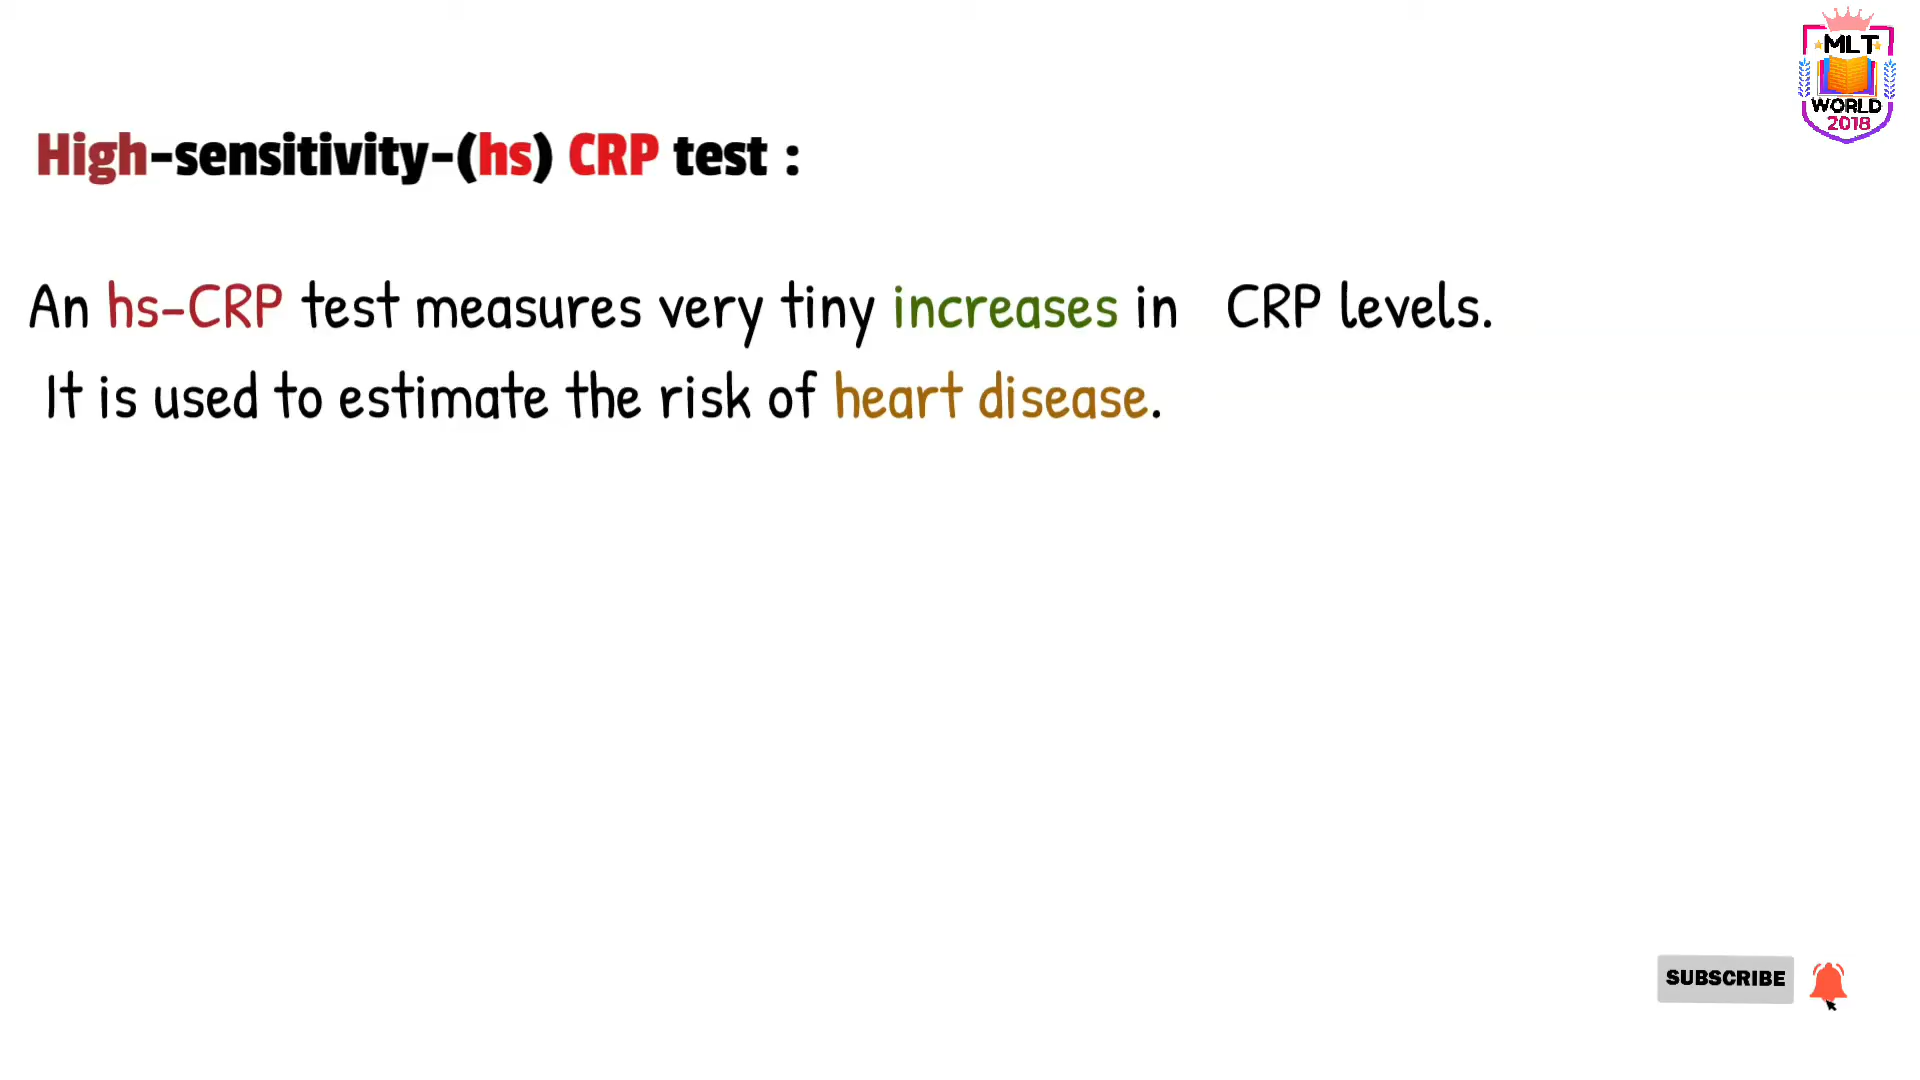 MLT
WORLD
2018
High-sensitivity-(hs) CRP test :
An hs-CRP test measures very tiny increases in CRP levels.
It is used to estimate the risk of heart disease.
SUBSCRIBE